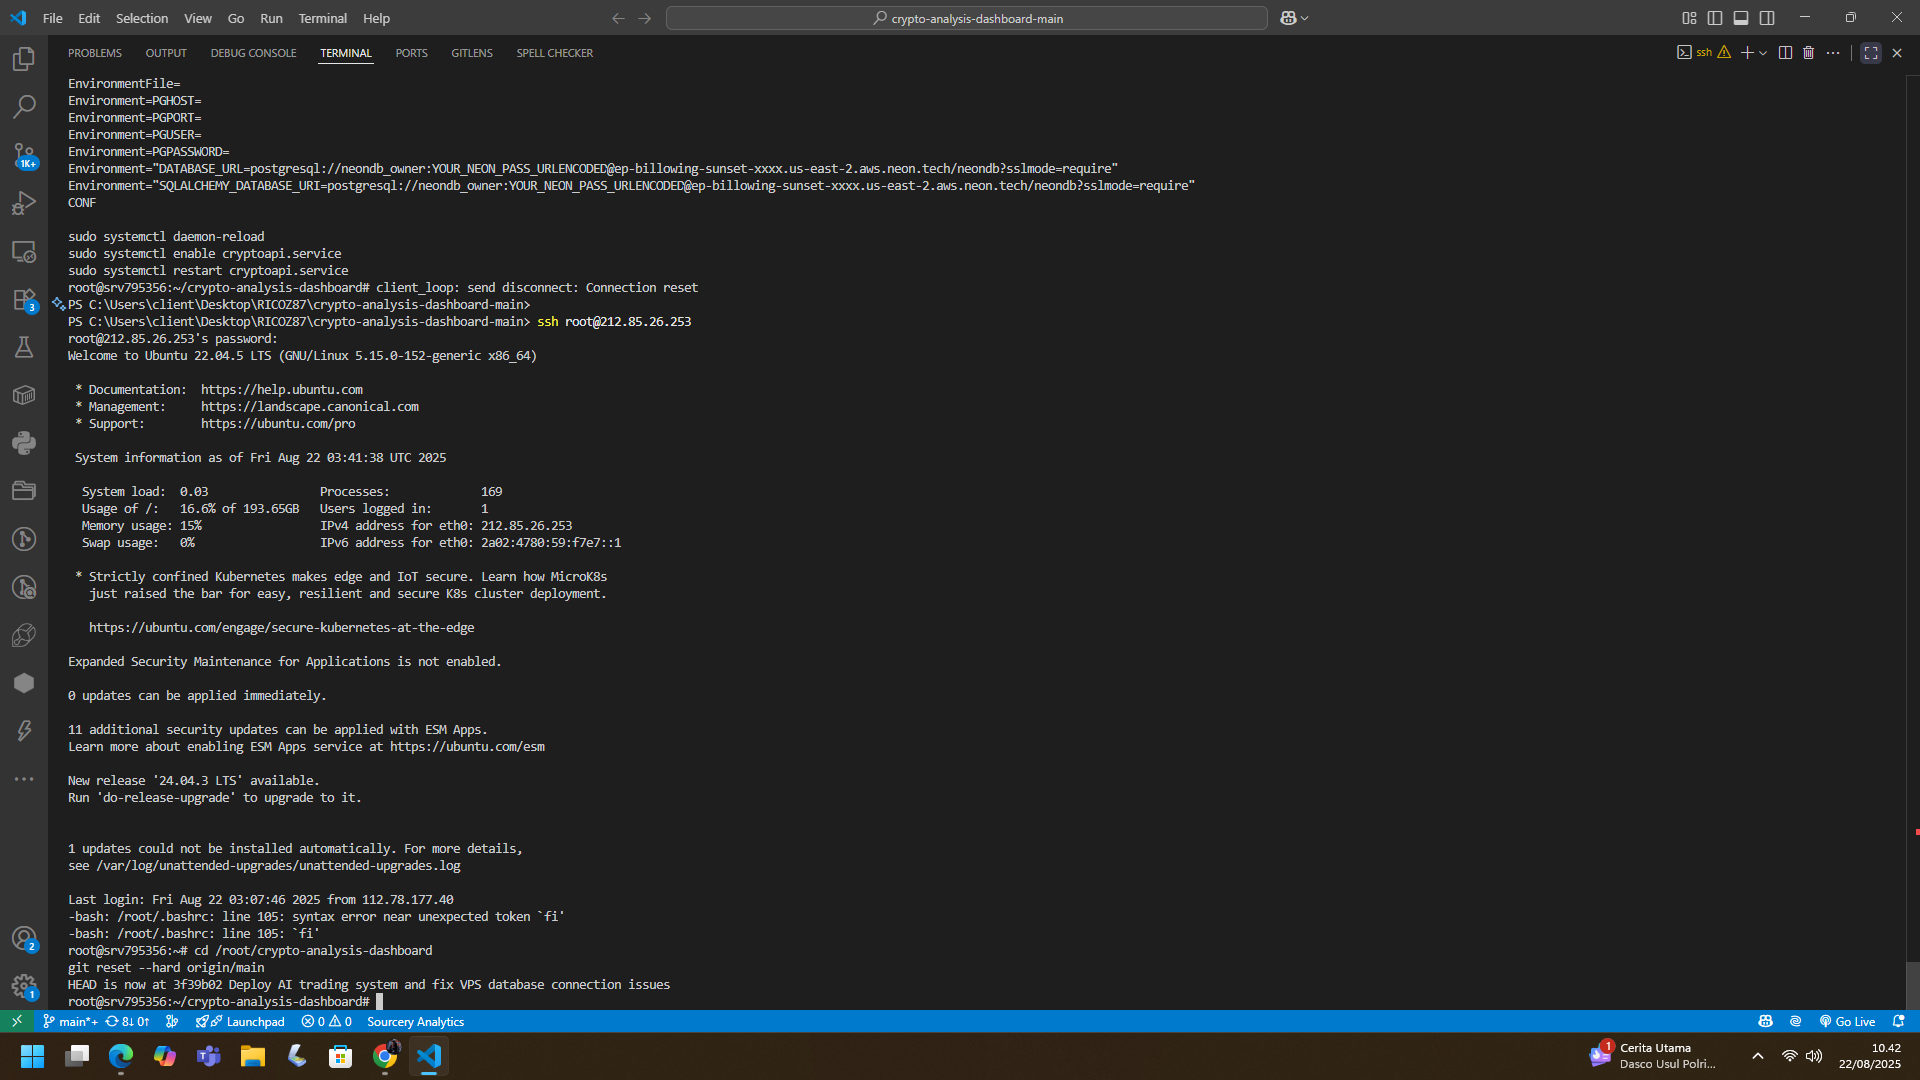 File Edit Selection View Go Run Terminal Help
crypto-analysis-dashboard-main
PROBLEMS OUTPUT DEBUG CONSOLE TERMINAL PORTS GITLENS SPELL CHECKER
ssh
EnvironmentFile=
Environment=PGHOST=
Environment=PGPORT=
Environment=PGUSER=
Environment=PGPASSWORD=
Environment="DATABASE_URL=postgresql://neondb_owner:YOUR_NEON_PASS_URLENCODED@ep-billowing-sunset-xxxx.us-east-2.aws.neon.tech/neondb?sslmode=require"
Environment="SQLALCHEMY_DATABASE_URI=postgresql://neondb_owner:YOUR_NEON_PASS_URLENCODED@ep-billowing-sunset-xxxx.us-east-2.aws.neon.tech/neondb?sslmode=require"
CONF
sudo systemctl daemon-reload
sudo systemctl enable cryptoapi.service
sudo systemctl restart cryptoapi.service
root@srv795356:~/crypto-analysis-dashboard# client_loop: send disconnect: Connection reset
PS C:\Users\client\Desktop\RICOZ87\crypto-analysis-dashboard-main>
PS C:\Users\client\Desktop\RICOZ87\crypto-analysis-dashboard-main> ssh root@212.85.26.253
root@212.85.26.253's password:
Welcome to Ubuntu 22.04.5 LTS (GNU/Linux 5.15.0-152-generic x86_64)
* Documentation: https://help.ubuntu.com
* Management: https://landscape.canonical.com
* Support: https://ubuntu.com/pro
System information as of Fri Aug 22 03:41:38 UTC 2025
System load: 0.03 Processes: 169
Usage of /: 16.6% of 193.65GB Users logged in: 1
Memory usage: 15% IPv4 address for eth0: 212.85.26.253
Swap usage: 0% IPv6 address for eth0: 2a02:4780:59:f7e7::1
* Strictly confined Kubernetes makes edge and IoT secure. Learn how MicroK8s
just raised the bar for easy, resilient and secure K8s cluster deployment.
https://ubuntu.com/engage/secure-kubernetes-at-the-edge
Expanded Security Maintenance for Applications is not enabled.
0 updates can be applied immediately.
11 additional security updates can be applied with ESM Apps.
Learn more about enabling ESM Apps service at https://ubuntu.com/esm
New release '24.04.3 LTS' available.
Run 'do-release-upgrade' to upgrade to it.
1 updates could not be installed automatically. For more details,
see /var/log/unattended-upgrades/unattended-upgrades.log
Last login: Fri Aug 22 03:07:46 2025 from 112.78.177.40
-bash: /root/.bashrc: line 105: syntax error near unexpected token `fi'
-bash: /root/.bashrc: line 105: `fi'
root@srv795356:~# cd /root/crypto-analysis-dashboard
git reset --hard origin/main
HEAD is now at 3f39b02 Deploy AI trading system and fix VPS database connection issues
root@srv795356:~/crypto-analysis-dashboard#
1K+
3
2
1
main*+ 8↓ 0↑ Launchpad 0 0 Sourcery Analytics Go Live
1 Cerita Utama
Dasco Usul Polri...
10.42
22/08/2025